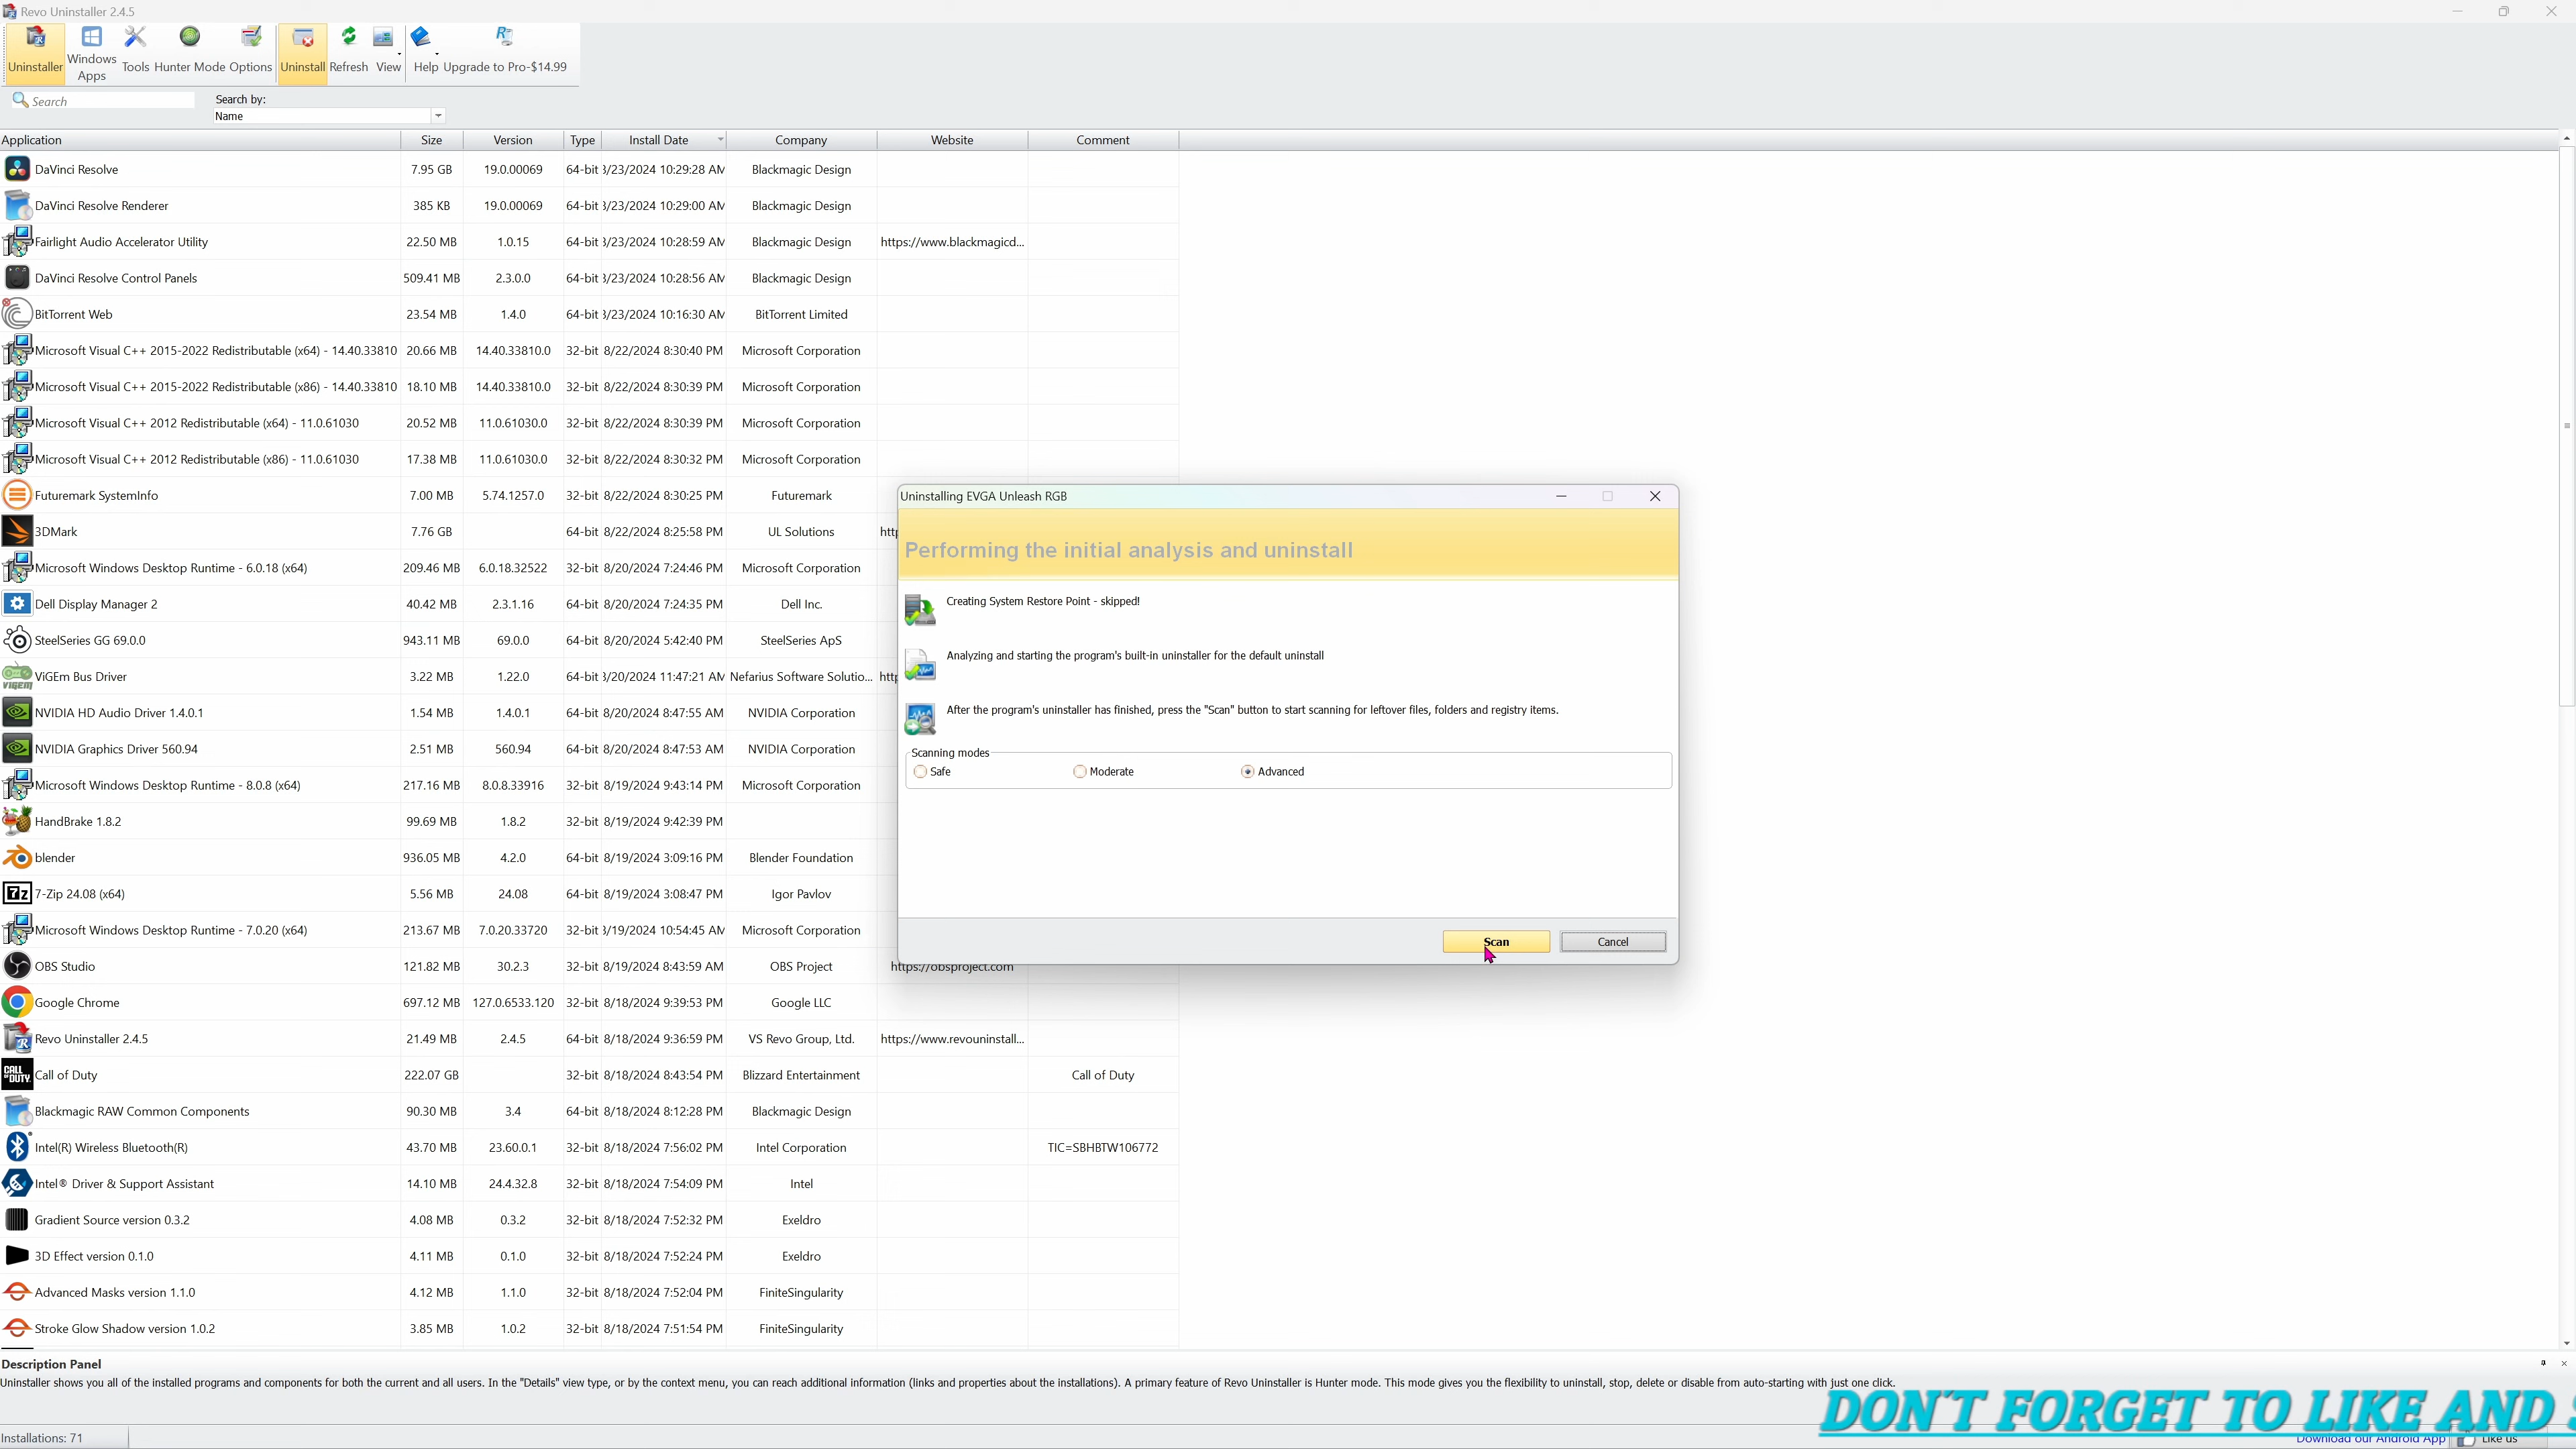 Revo Uninstaller 2.4.5
Uninstaller Windows Apps Tools Hunter Mode Options Uninstall Refresh View Help Upgrade to Pro-$14.99
Search Search by:
Name
Application Size Version Type Install Date Company Website Comment
DaVinci Resolve 7.95 GB 19.0.00069 64-bit 3/23/2024 10:29:28 AM Blackmagic Design
DaVinci Resolve Renderer 385 KB 19.0.00069 64-bit 3/23/2024 10:29:00 AM Blackmagic Design
Fairlight Audio Accelerator Utility 22.50 MB 1.0.15 64-bit 3/23/2024 10:28:59 AM Blackmagic Design https://www.blackmagicd...
DaVinci Resolve Control Panels 509.41 MB 2.3.0.0 64-bit 3/23/2024 10:28:56 AM Blackmagic Design
BitTorrent Web 23.54 MB 1.4.0 64-bit 3/23/2024 10:16:30 AM BitTorrent Limited
Microsoft Visual C++ 2015-2022 Redistributable (x64) - 14.40.33810 20.66 MB 14.40.33810.0 32-bit 8/22/2024 8:30:40 PM Microsoft Corporation
Microsoft Visual C++ 2015-2022 Redistributable (x86) - 14.40.33810 18.10 MB 14.40.33810.0 32-bit 8/22/2024 8:30:39 PM Microsoft Corporation
Microsoft Visual C++ 2012 Redistributable (x64) - 11.0.61030 20.52 MB 11.0.61030.0 32-bit 8/22/2024 8:30:39 PM Microsoft Corporation
Microsoft Visual C++ 2012 Redistributable (x86) - 11.0.61030 17.38 MB 11.0.61030.0 32-bit 8/22/2024 8:30:32 PM Microsoft Corporation
Futuremark SystemInfo 7.00 MB 5.74.1257.0 32-bit 8/22/2024 8:30:25 PM Futuremark
3DMark 7.76 GB 64-bit 8/22/2024 8:25:58 PM UL Solutions
Microsoft Windows Desktop Runtime - 6.0.18 (x64) 209.46 MB 6.0.18.32522 32-bit 8/20/2024 7:24:46 PM Microsoft Corporation
Dell Display Manager 2 40.42 MB 2.3.1.16 64-bit 8/20/2024 7:24:35 PM Dell Inc.
SteelSeries GG 69.0.0 943.11 MB 69.0.0 64-bit 8/20/2024 5:42:40 PM SteelSeries ApS
ViGEm Bus Driver 3.22 MB 1.22.0 64-bit 3/20/2024 11:47:21 AM Nefarius Software Solutio...
NVIDIA HD Audio Driver 1.4.0.1 1.54 MB 1.4.0.1 64-bit 8/20/2024 8:47:55 AM NVIDIA Corporation
NVIDIA Graphics Driver 560.94 2.51 MB 560.94 64-bit 8/20/2024 8:47:53 AM NVIDIA Corporation
Microsoft Windows Desktop Runtime - 8.0.8 (x64) 217.16 MB 8.0.8.33916 32-bit 8/19/2024 9:43:14 PM Microsoft Corporation
HandBrake 1.8.2 99.69 MB 1.8.2 32-bit 8/19/2024 9:42:39 PM
blender 936.05 MB 4.2.0 64-bit 8/19/2024 3:09:16 PM Blender Foundation
7-Zip 24.08 (x64) 5.56 MB 24.08 64-bit 8/19/2024 3:08:47 PM Igor Pavlov
Microsoft Windows Desktop Runtime - 7.0.20 (x64) 213.67 MB 7.0.20.33720 32-bit 3/19/2024 10:54:45 AM Microsoft Corporation
OBS Studio 121.82 MB 30.2.3 32-bit 8/19/2024 8:43:59 AM OBS Project https://obsproject.com
Google Chrome 697.12 MB 127.0.6533.120 32-bit 8/18/2024 9:39:53 PM Google LLC
Revo Uninstaller 2.4.5 21.49 MB 2.4.5 64-bit 8/18/2024 9:36:59 PM VS Revo Group, Ltd. https://www.revouninstall...
Call of Duty 222.07 GB 32-bit 8/18/2024 8:43:54 PM Blizzard Entertainment Call of Duty
Blackmagic RAW Common Components 90.30 MB 3.4 64-bit 8/18/2024 8:12:28 PM Blackmagic Design
Intel(R) Wireless Bluetooth(R) 43.70 MB 23.60.0.1 32-bit 8/18/2024 7:56:02 PM Intel Corporation TIC=SBHBTW106772
Intel® Driver & Support Assistant 14.10 MB 24.4.32.8 32-bit 8/18/2024 7:54:09 PM Intel
Gradient Source version 0.3.2 4.08 MB 0.3.2 32-bit 8/18/2024 7:52:32 PM Exeldro
3D Effect version 0.1.0 4.11 MB 0.1.0 32-bit 8/18/2024 7:52:24 PM Exeldro
Advanced Masks version 1.1.0 4.12 MB 1.1.0 32-bit 8/18/2024 7:52:04 PM FiniteSingularity
Stroke Glow Shadow version 1.0.2 3.85 MB 1.0.2 32-bit 8/18/2024 7:51:54 PM FiniteSingularity
Uninstalling EVGA Unleash RGB
Performing the initial analysis and uninstall
Creating System Restore Point - skipped!
Analyzing and starting the program's built-in uninstaller for the default uninstall
After the program's uninstaller has finished, press the "Scan" button to start scanning for leftover files, folders and registry items.
Scanning modes
Safe Moderate Advanced
Scan Cancel
Description Panel
Uninstaller shows you all of the installed programs and components for both the current and all users. In the "Details" view type, or by the context menu, you can reach additional information (links and properties about the installations). A primary feature of Revo Uninstaller is Hunter mode. This mode gives you the flexibility to uninstall, stop, delete or disable from auto-starting with just one click.
DON'T FORGET TO LIKE AND
Installations: 71 Download our Android App Like us